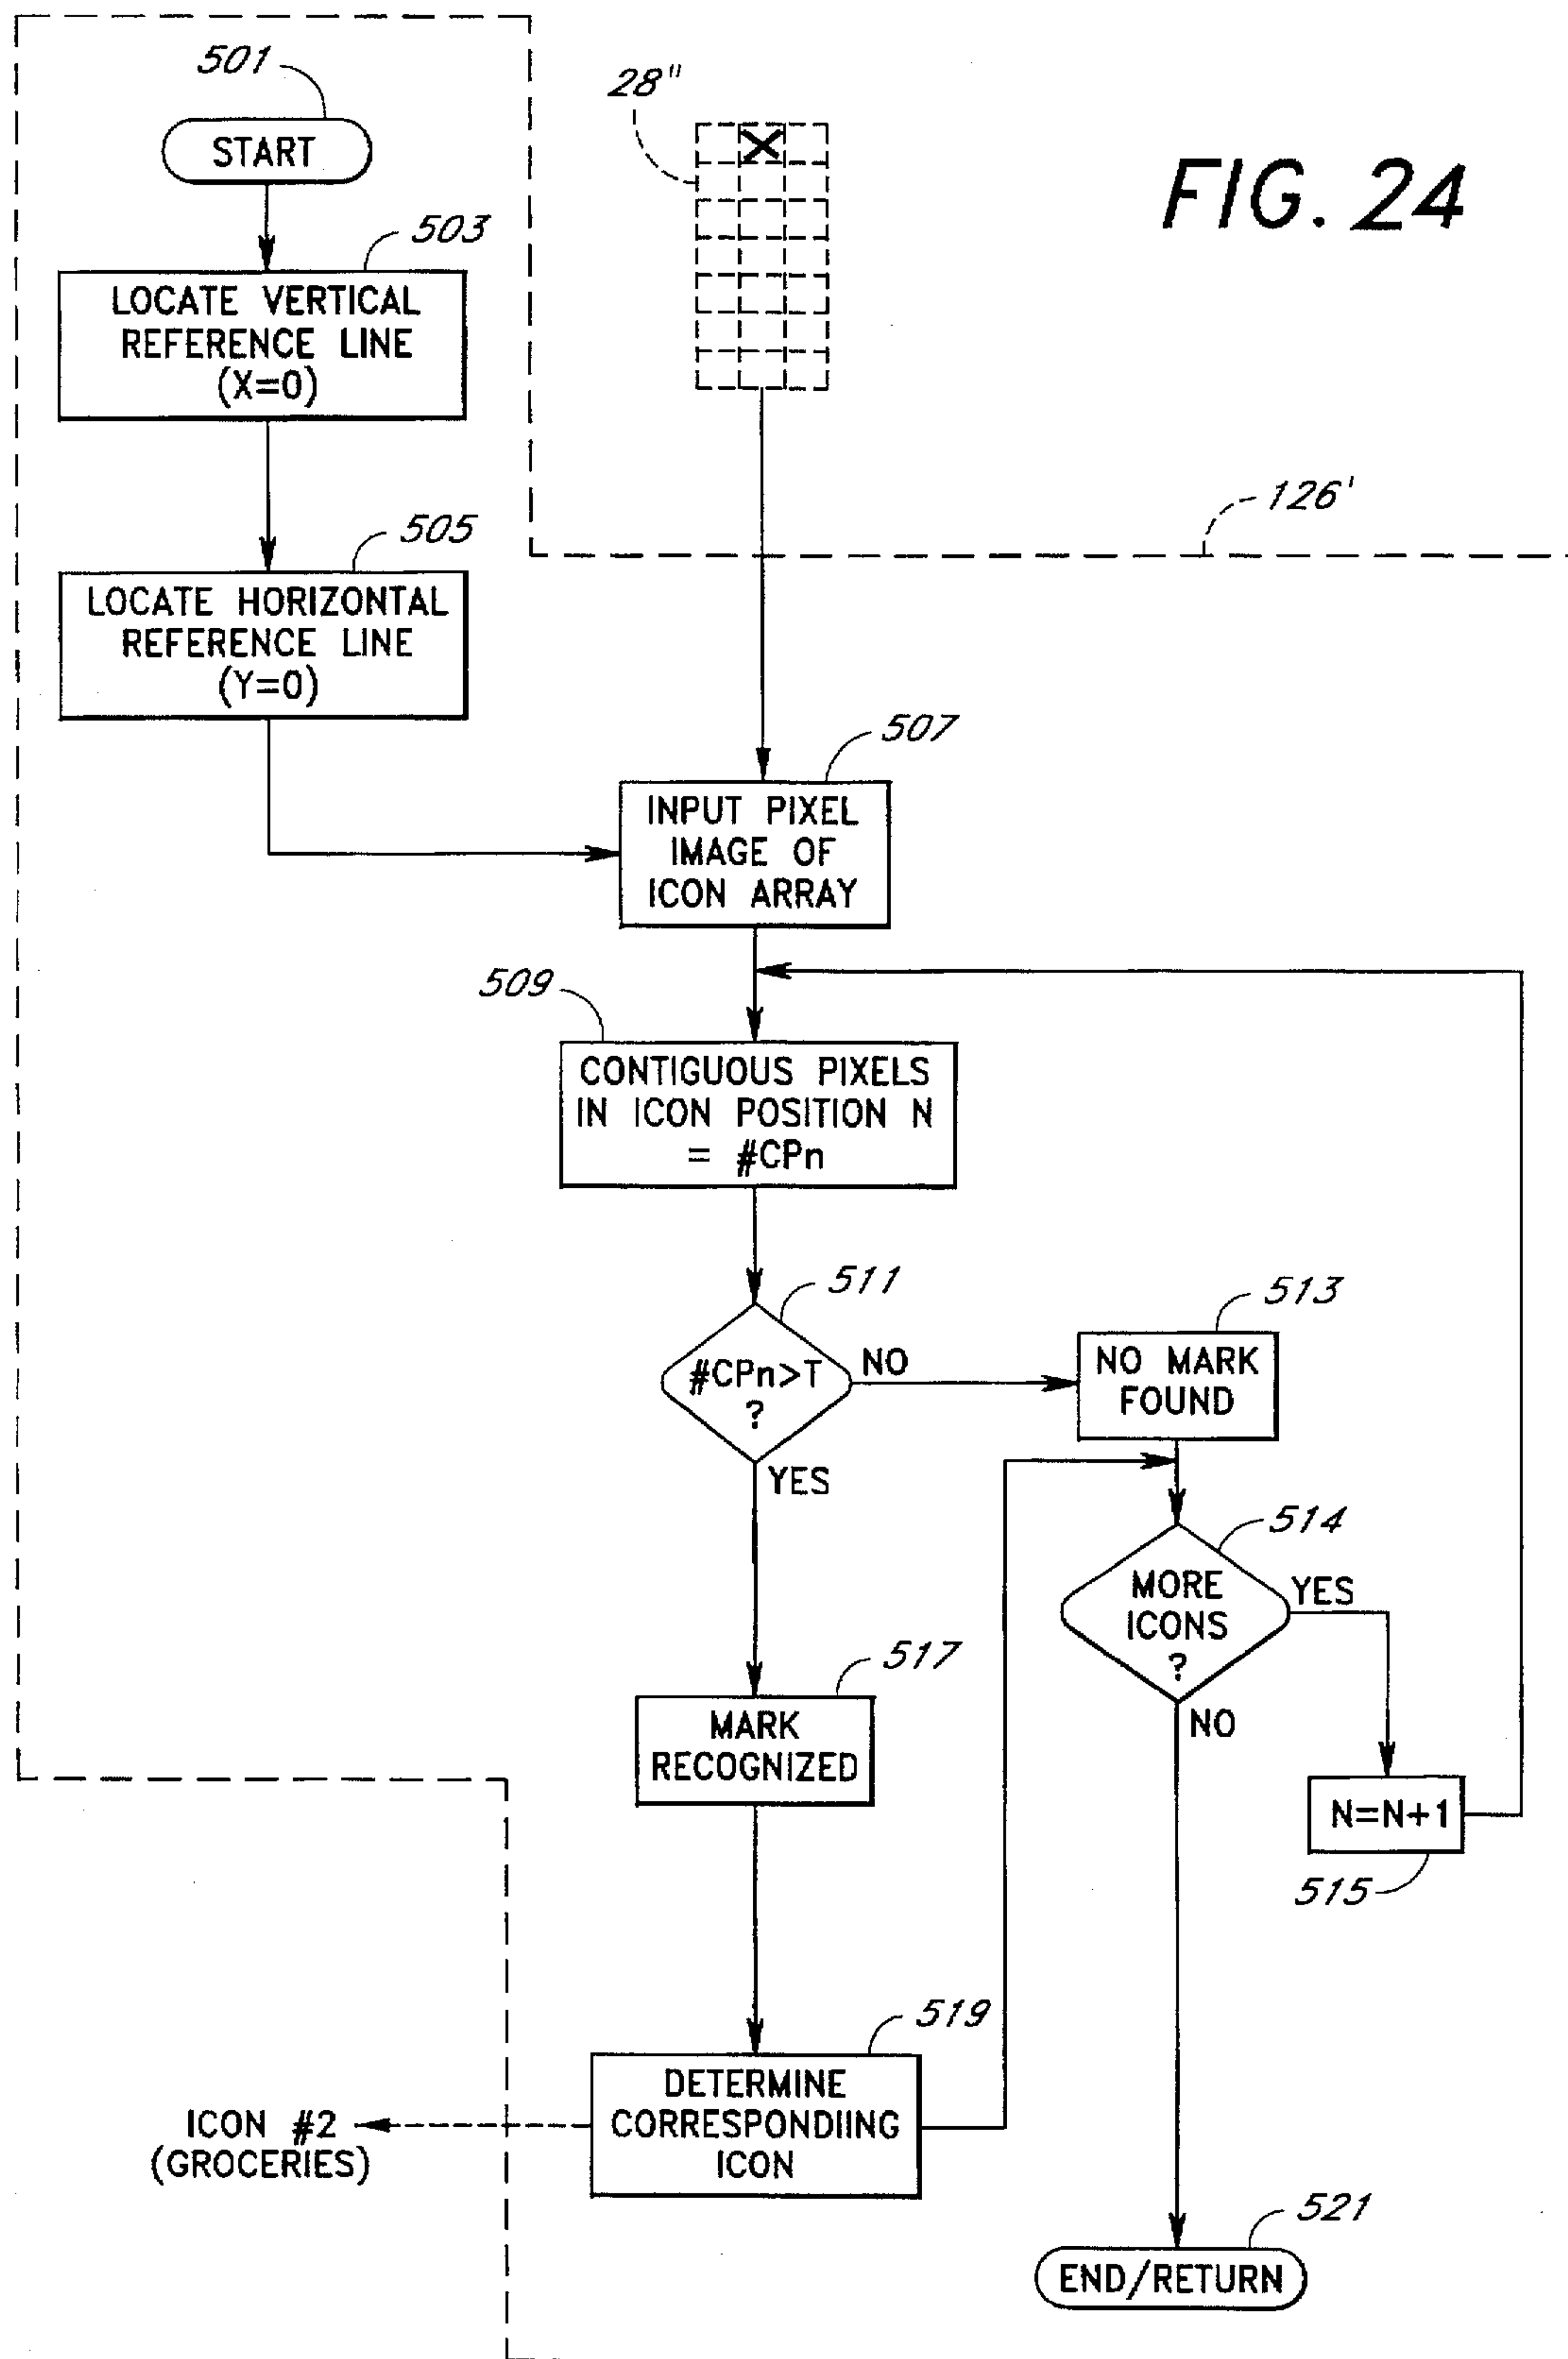 501
START
28"
FIG. 24
503
LOCATE VERTICAL
REFERENCE LINE
(X=0)
126'
505
LOCATE HORIZONTAL
REFERENCE LINE
(Y=0)
507
INPUT PIXEL
IMAGE OF
ICON ARRAY
509
CONTIGUOUS PIXELS
IN ICON POSITION N
= #CPn
511
#CPn>T
?
NO
YES
513
NO MARK
FOUND
514
MORE
ICONS
?
YES
NO
517
MARK
RECOGNIZED
N=N+1
515
519
DETERMINE
CORRESPONDIING
ICON
ICON #2
(GROCERIES)
521
END/RETURN